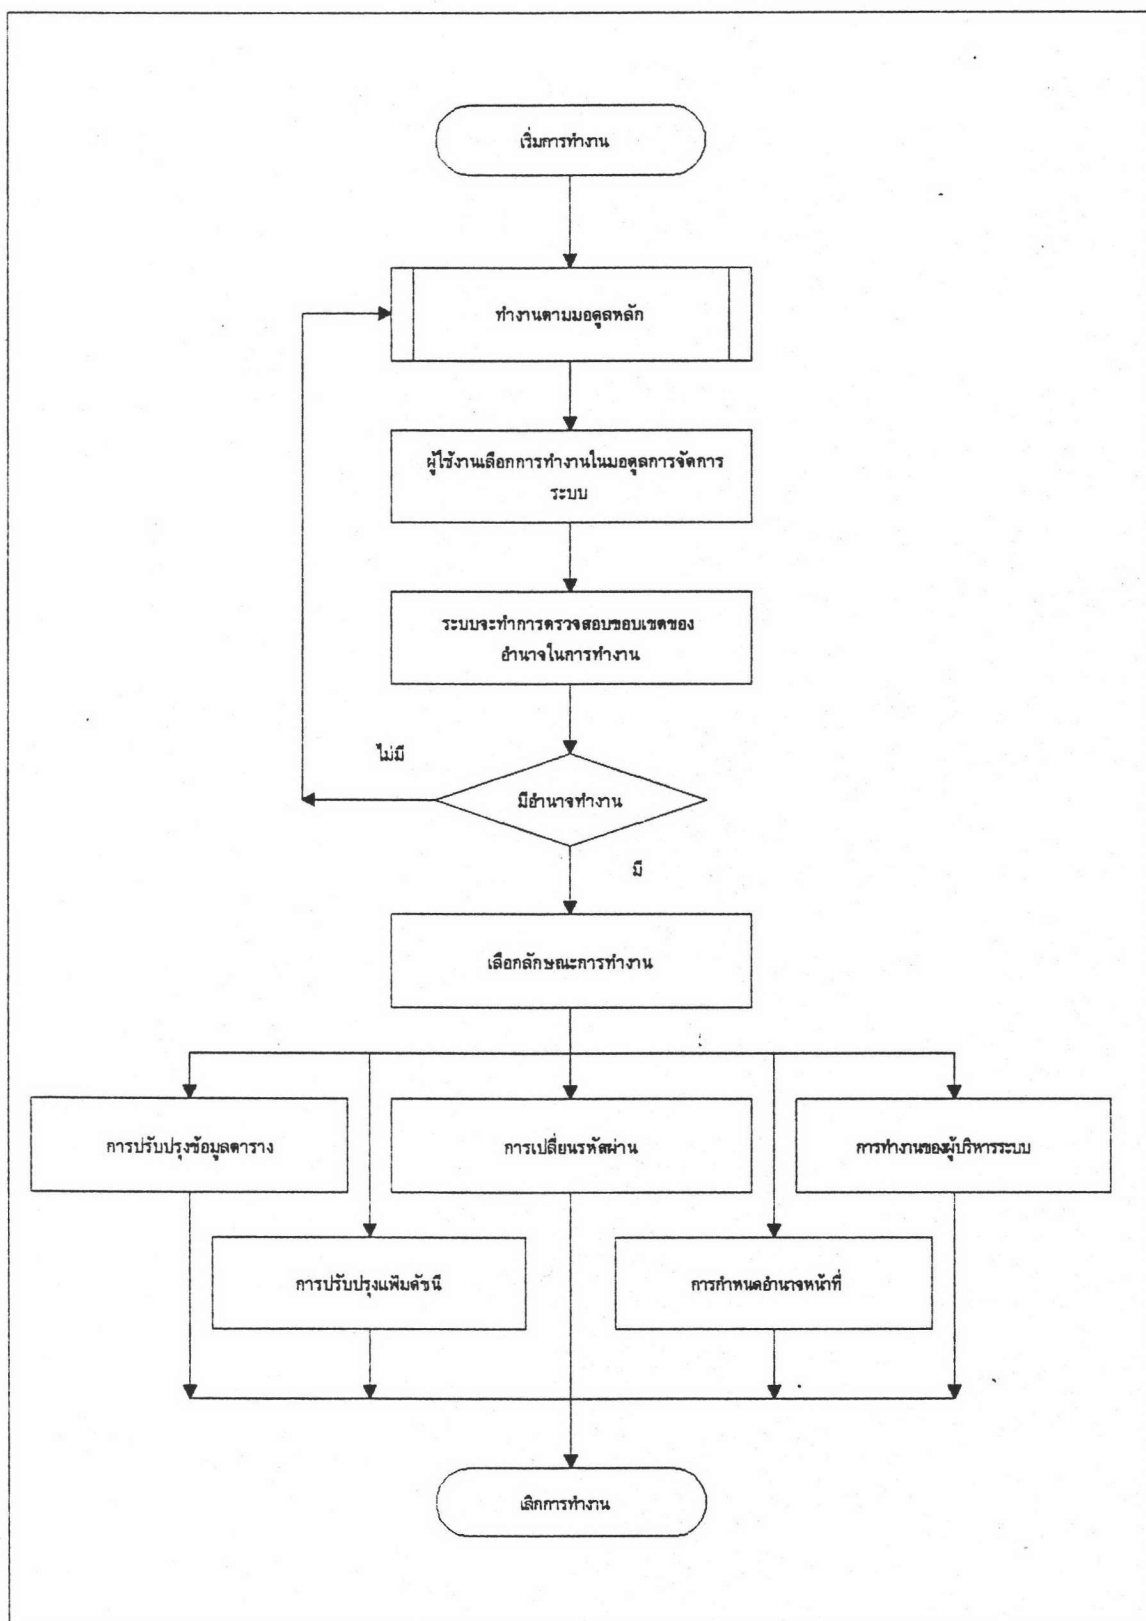 เริ่มการทำงาน
ทำงานตามมอดูลหลัก
ผู้ใช้งานเลือกการทำงานในมอดูลการจัดการ
ระบบ
ระบบจะทำการตรวจสอบขอบเขตของ
อำนาจในการทำงาน
ไม่มี
มีอำนาจทำงาน
มี
เลือกลักษณะการทำงาน
การปรับปรุงข้อมูลตาราง
การเปลี่ยนรหัสผ่าน
การทำงานของผู้บริหารระบบ
การปรับปรุงแฟ้มดัชนี
การกำหนดอำนาจหน้าที่
เลิกการทำงาน